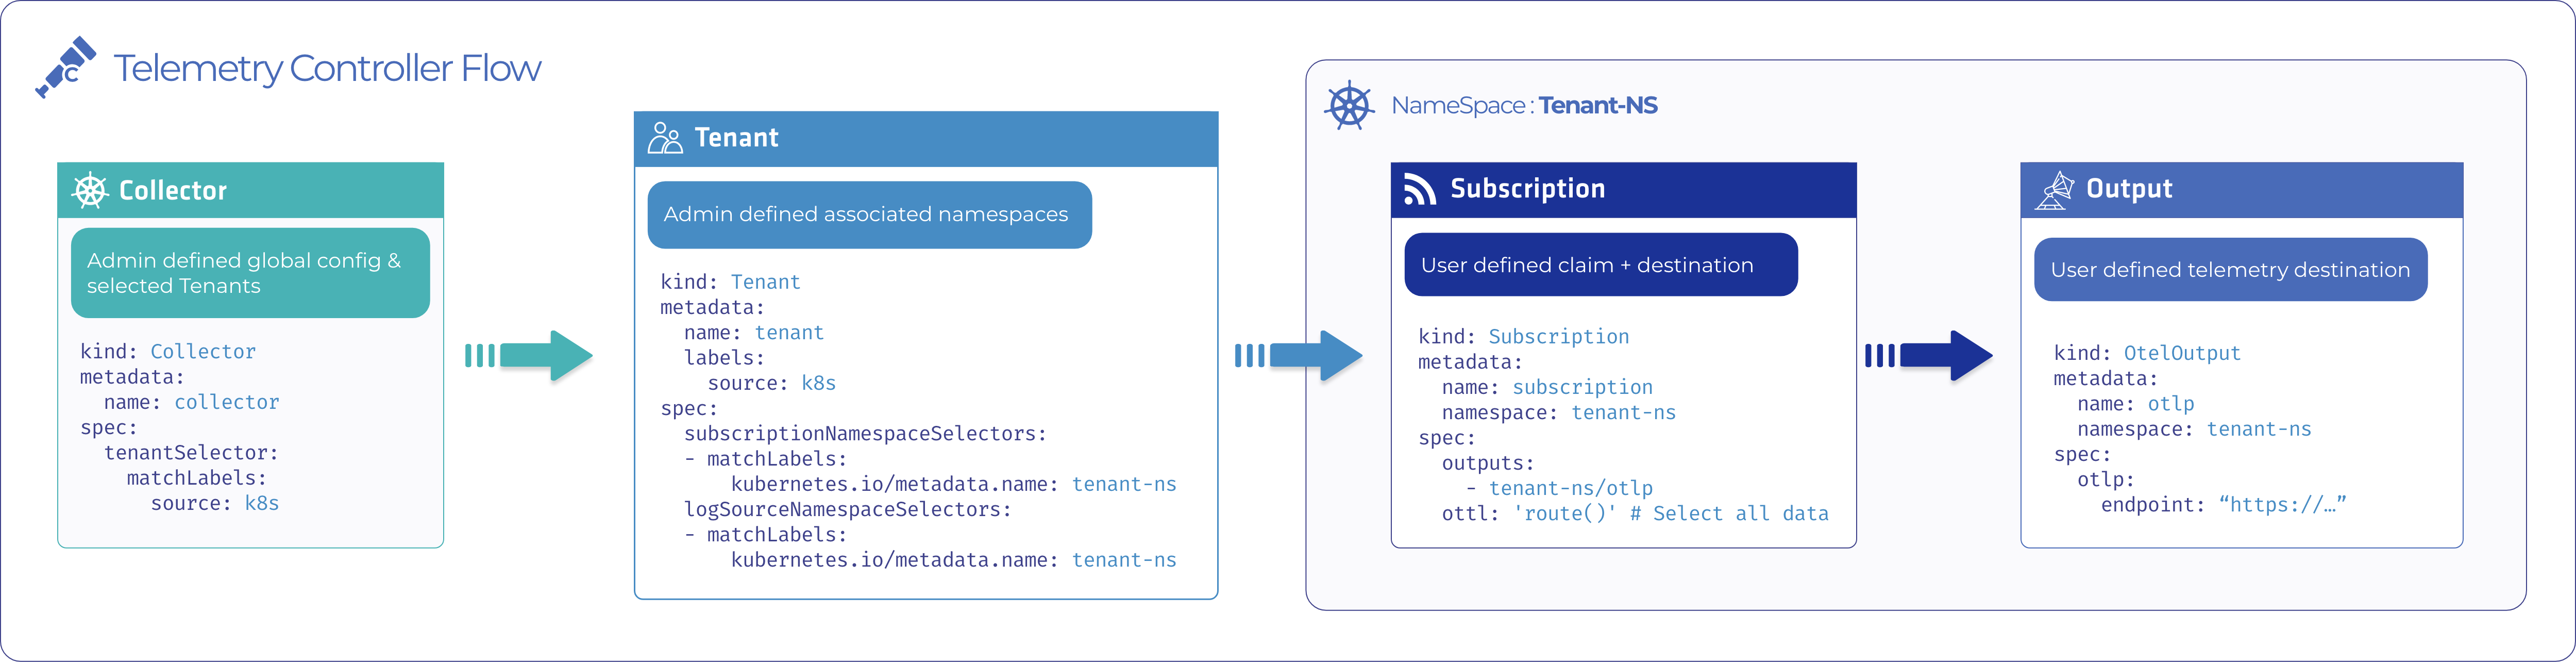 Telemetry Controller Flow
Collector
Admin defined global config &
selected Tenants
kind: Collector
metadata:
  name: collector
spec:
  tenantSelector:
    matchLabels:
      source: k8s
Tenant
Admin defined associated namespaces
kind: Tenant
metadata:
  name: tenant
  labels:
    source: k8s
spec:
  subscriptionNamespaceSelectors:
  - matchLabels:
      kubernetes.io/metadata.name: tenant-ns
  logSourceNamespaceSelectors:
  - matchLabels:
      kubernetes.io/metadata.name: tenant-ns
NameSpace : Tenant-NS
Subscription
User defined claim + destination
kind: Subscription
metadata:
  name: subscription
  namespace: tenant-ns
spec:
  outputs:
    - tenant-ns/otlp
  ottl: 'route()' # Select all data
Output
User defined telemetry destination
kind: OtelOutput
metadata:
  name: otlp
  namespace: tenant-ns
spec:
  otlp:
    endpoint: “https://…”